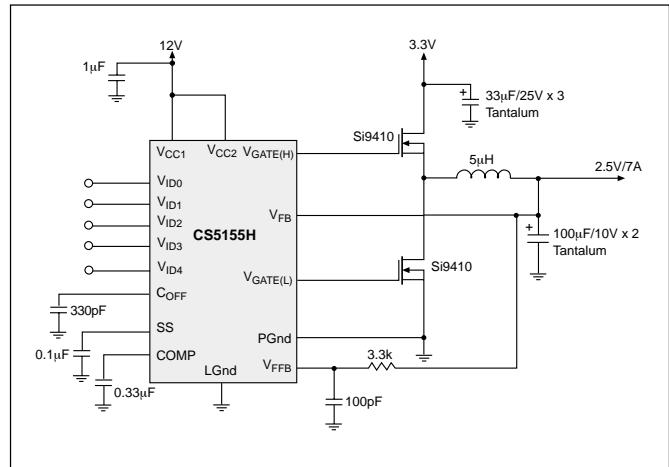 12V
1µF
3.3V
33µF/25V x 3
Tantalum
Si9410
VCC1
VCC2
VGATE(H)
5µH
2.5V/7A
VID0
VID1
VID2
VID3
VID4
VFB
CS5155H
100µF/10V x 2
Tantalum
Si9410
VGATE(L)
COFF
330pF
SS
PGnd
0.1µF
COMP
LGnd
VFFB
3.3k
0.33µF
100pF